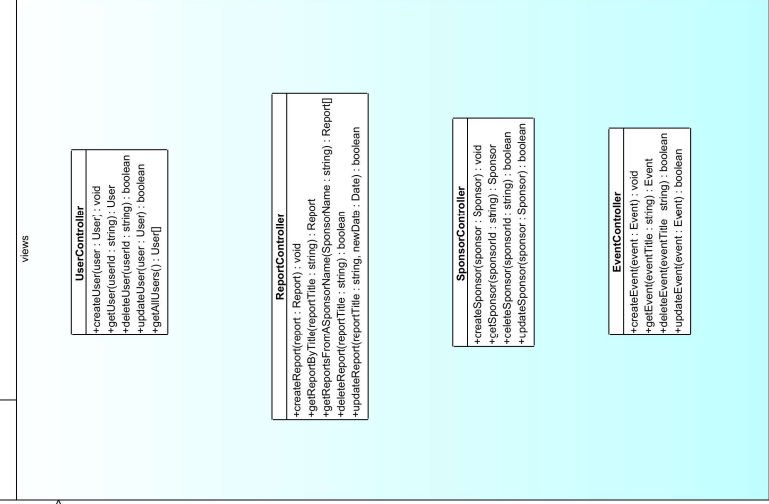 views
UserController
+createUser(user : User) : void
+getUser(userId : string) : User
+deleteUser(userId : string) : boolean
+updateUser(user : User) : boolean
+getAllUsers() : User[]
ReportController
+createReport(report : Report) : void
+getReportByTitle(reportTitle : string) : Report
+getReportsFromASponsorName(SponsorName : string) : Report[]
+deleteReport(reportTitle : string) : boolean
+updateReport(reportTitle : string, newDate : Date) : boolean
SponsorController
+createSponsor(sponsor : Sponsor) : void
+getSponsor(sponsorId : string) : Sponsor
+deleteSponsor(sponsorId : string) : boolean
+updateSponsor(sponsor : Sponsor) : boolean
EventController
+createEvent(event : Event) : void
+getEvent(eventTitle : string) : Event
+deleteEvent(eventTitle string) : boolean
+updateEvent(event : Event) : boolean